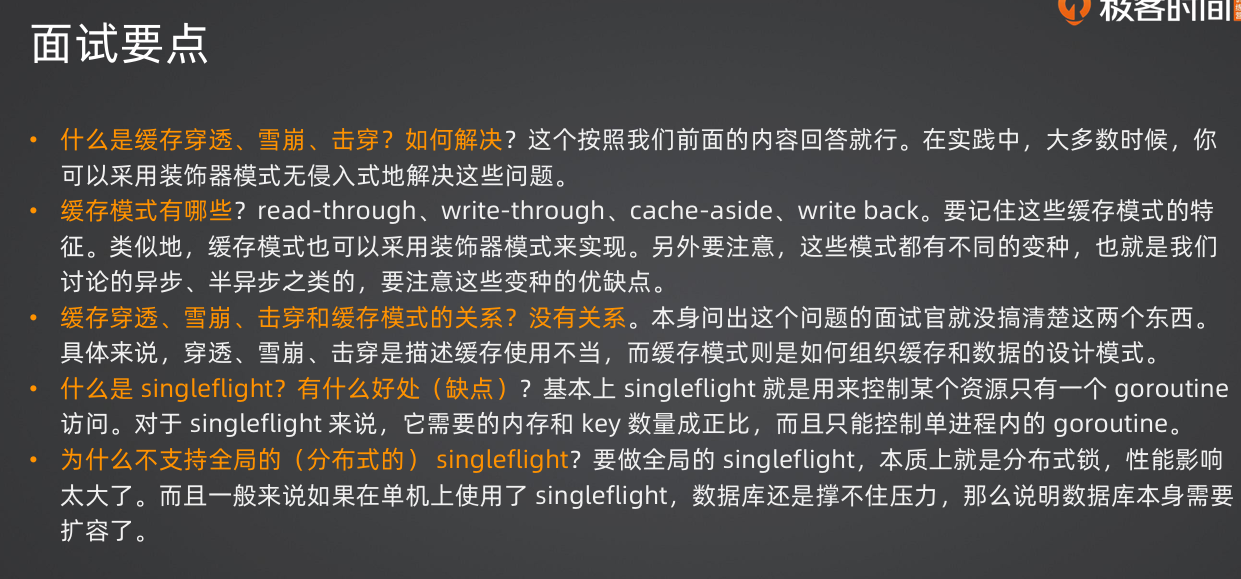 极客时间
面试要点
• 什么是缓存穿透、雪崩、击穿？如何解决？这个按照我们前面的内容回答就行。在实践中，大多数时候，你
可以采用装饰器模式无侵入式地解决这些问题。
• 缓存模式有哪些？read-through、write-through、cache-aside、write back。要记住这些缓存模式的特
征。类似地，缓存模式也可以采用装饰器模式来实现。另外要注意，这些模式都有不同的变种，也就是我们
讨论的异步、半异步之类的，要注意这些变种的优缺点。
• 缓存穿透、雪崩、击穿和缓存模式的关系？没有关系。本身问出这个问题的面试官就没搞清楚这两个东西。
具体来说，穿透、雪崩、击穿是描述缓存使用不当，而缓存模式则是如何组织缓存和数据的设计模式。
• 什么是 singleflight？有什么好处（缺点）？基本上 singleflight 就是用来控制某个资源只有一个 goroutine
访问。对于 singleflight 来说，它需要的内存和 key 数量成正比，而且只能控制单进程内的 goroutine。
• 为什么不支持全局的（分布式的） singleflight？要做全局的 singleflight，本质上就是分布式锁，性能影响
太大了。而且一般来说如果在单机上使用了 singleflight，数据库还是撑不住压力，那么说明数据库本身需要
扩容了。